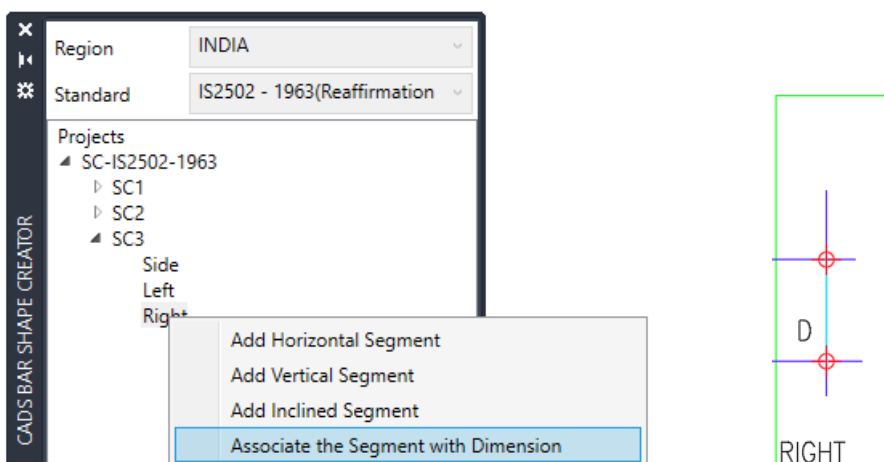 Region INDIA
Standard IS2502 - 1963(Reaffirmation
Projects
SC-IS2502-1963
SC1
SC2
SC3
Side
Left
Right
Add Horizontal Segment
Add Vertical Segment
Add Inclined Segment
Associate the Segment with Dimension
CADS BAR SHAPE CREATOR
D
RIGHT